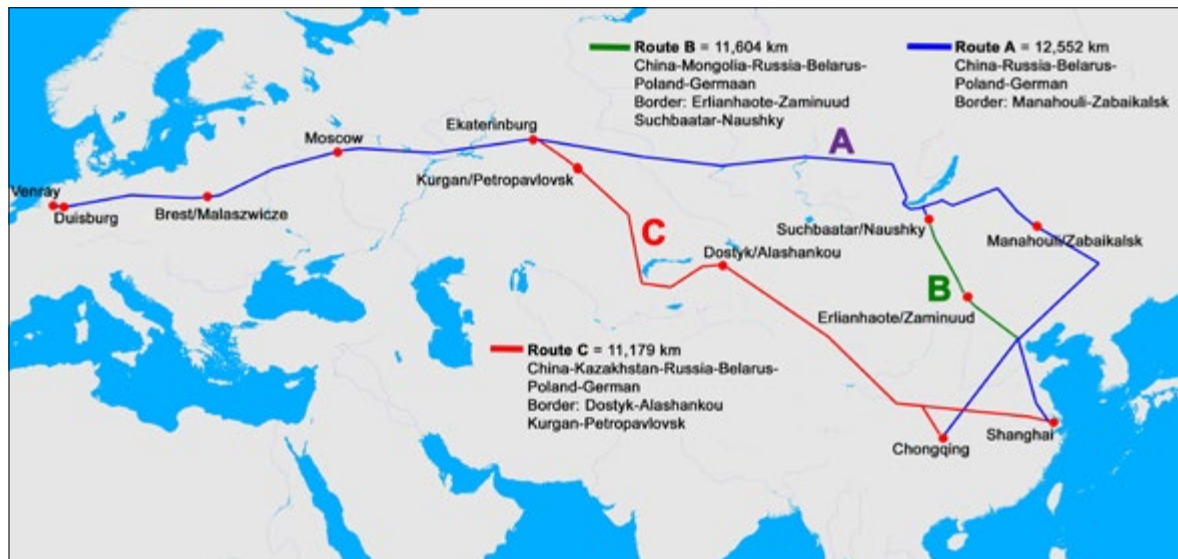 Route B = 11,604 km
China-Mongolia-Russia-Belarus-
Poland-Germaan
Border: Erlianhaote-Zaminuud
Suchbaatar-Naushky
Route A = 12,552 km
China-Russia-Belarus-
Poland-German
Border: Manahouli-Zabaikalsk
Ekaterinburg
Moscow
A
Kurgan/Petropavlovsk
Venray
Duisburg
Brest/Malaszwicze
Suchbaatar/Naushky
Manahouli/Zabaikalsk
C
Dostyk/Alashankou
B
Erlianhaote/Zaminuud
Route C = 11,179 km
China-Kazakhstan-Russia-Belarus-
Poland-German
Border: Dostyk-Alashankou
Kurgan-Petropavlovsk
Chongqing
Shanghai